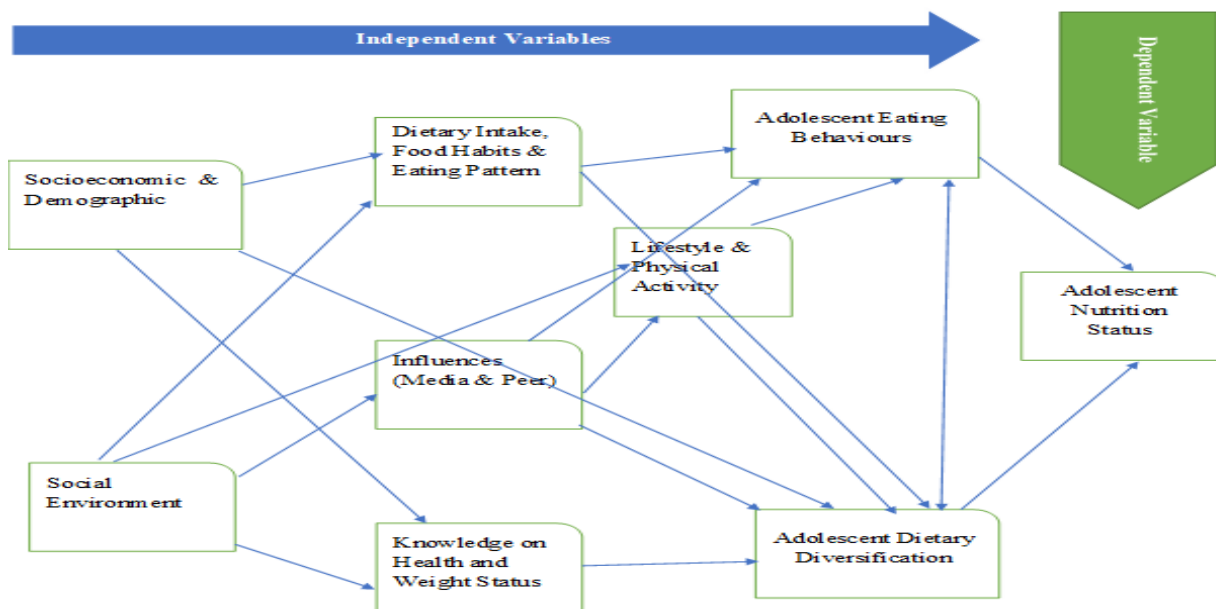 Independent Variables
Dependent Variable
Adolescent Eating
Behaviours
Dietary Intake,
Food Habits &
Eating Pattern
Socioeconomic &
Demographic
Lifestyle &
Physical
Activity
Adolescent
Nutrition
Status
Influences
(Media & Peer)
Social
Environment
Knowledge on
Health and
Weight Status
Adolescent Dietary
Diversification